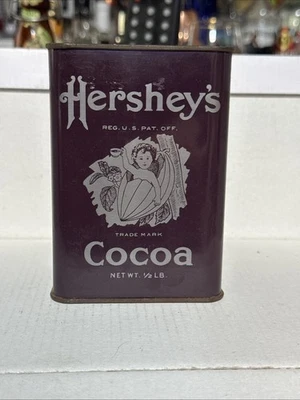 Hershey's
REG. U.S. PAT. OFF.
TRADE MARK
Cocoa
NET WT. ½ LB.